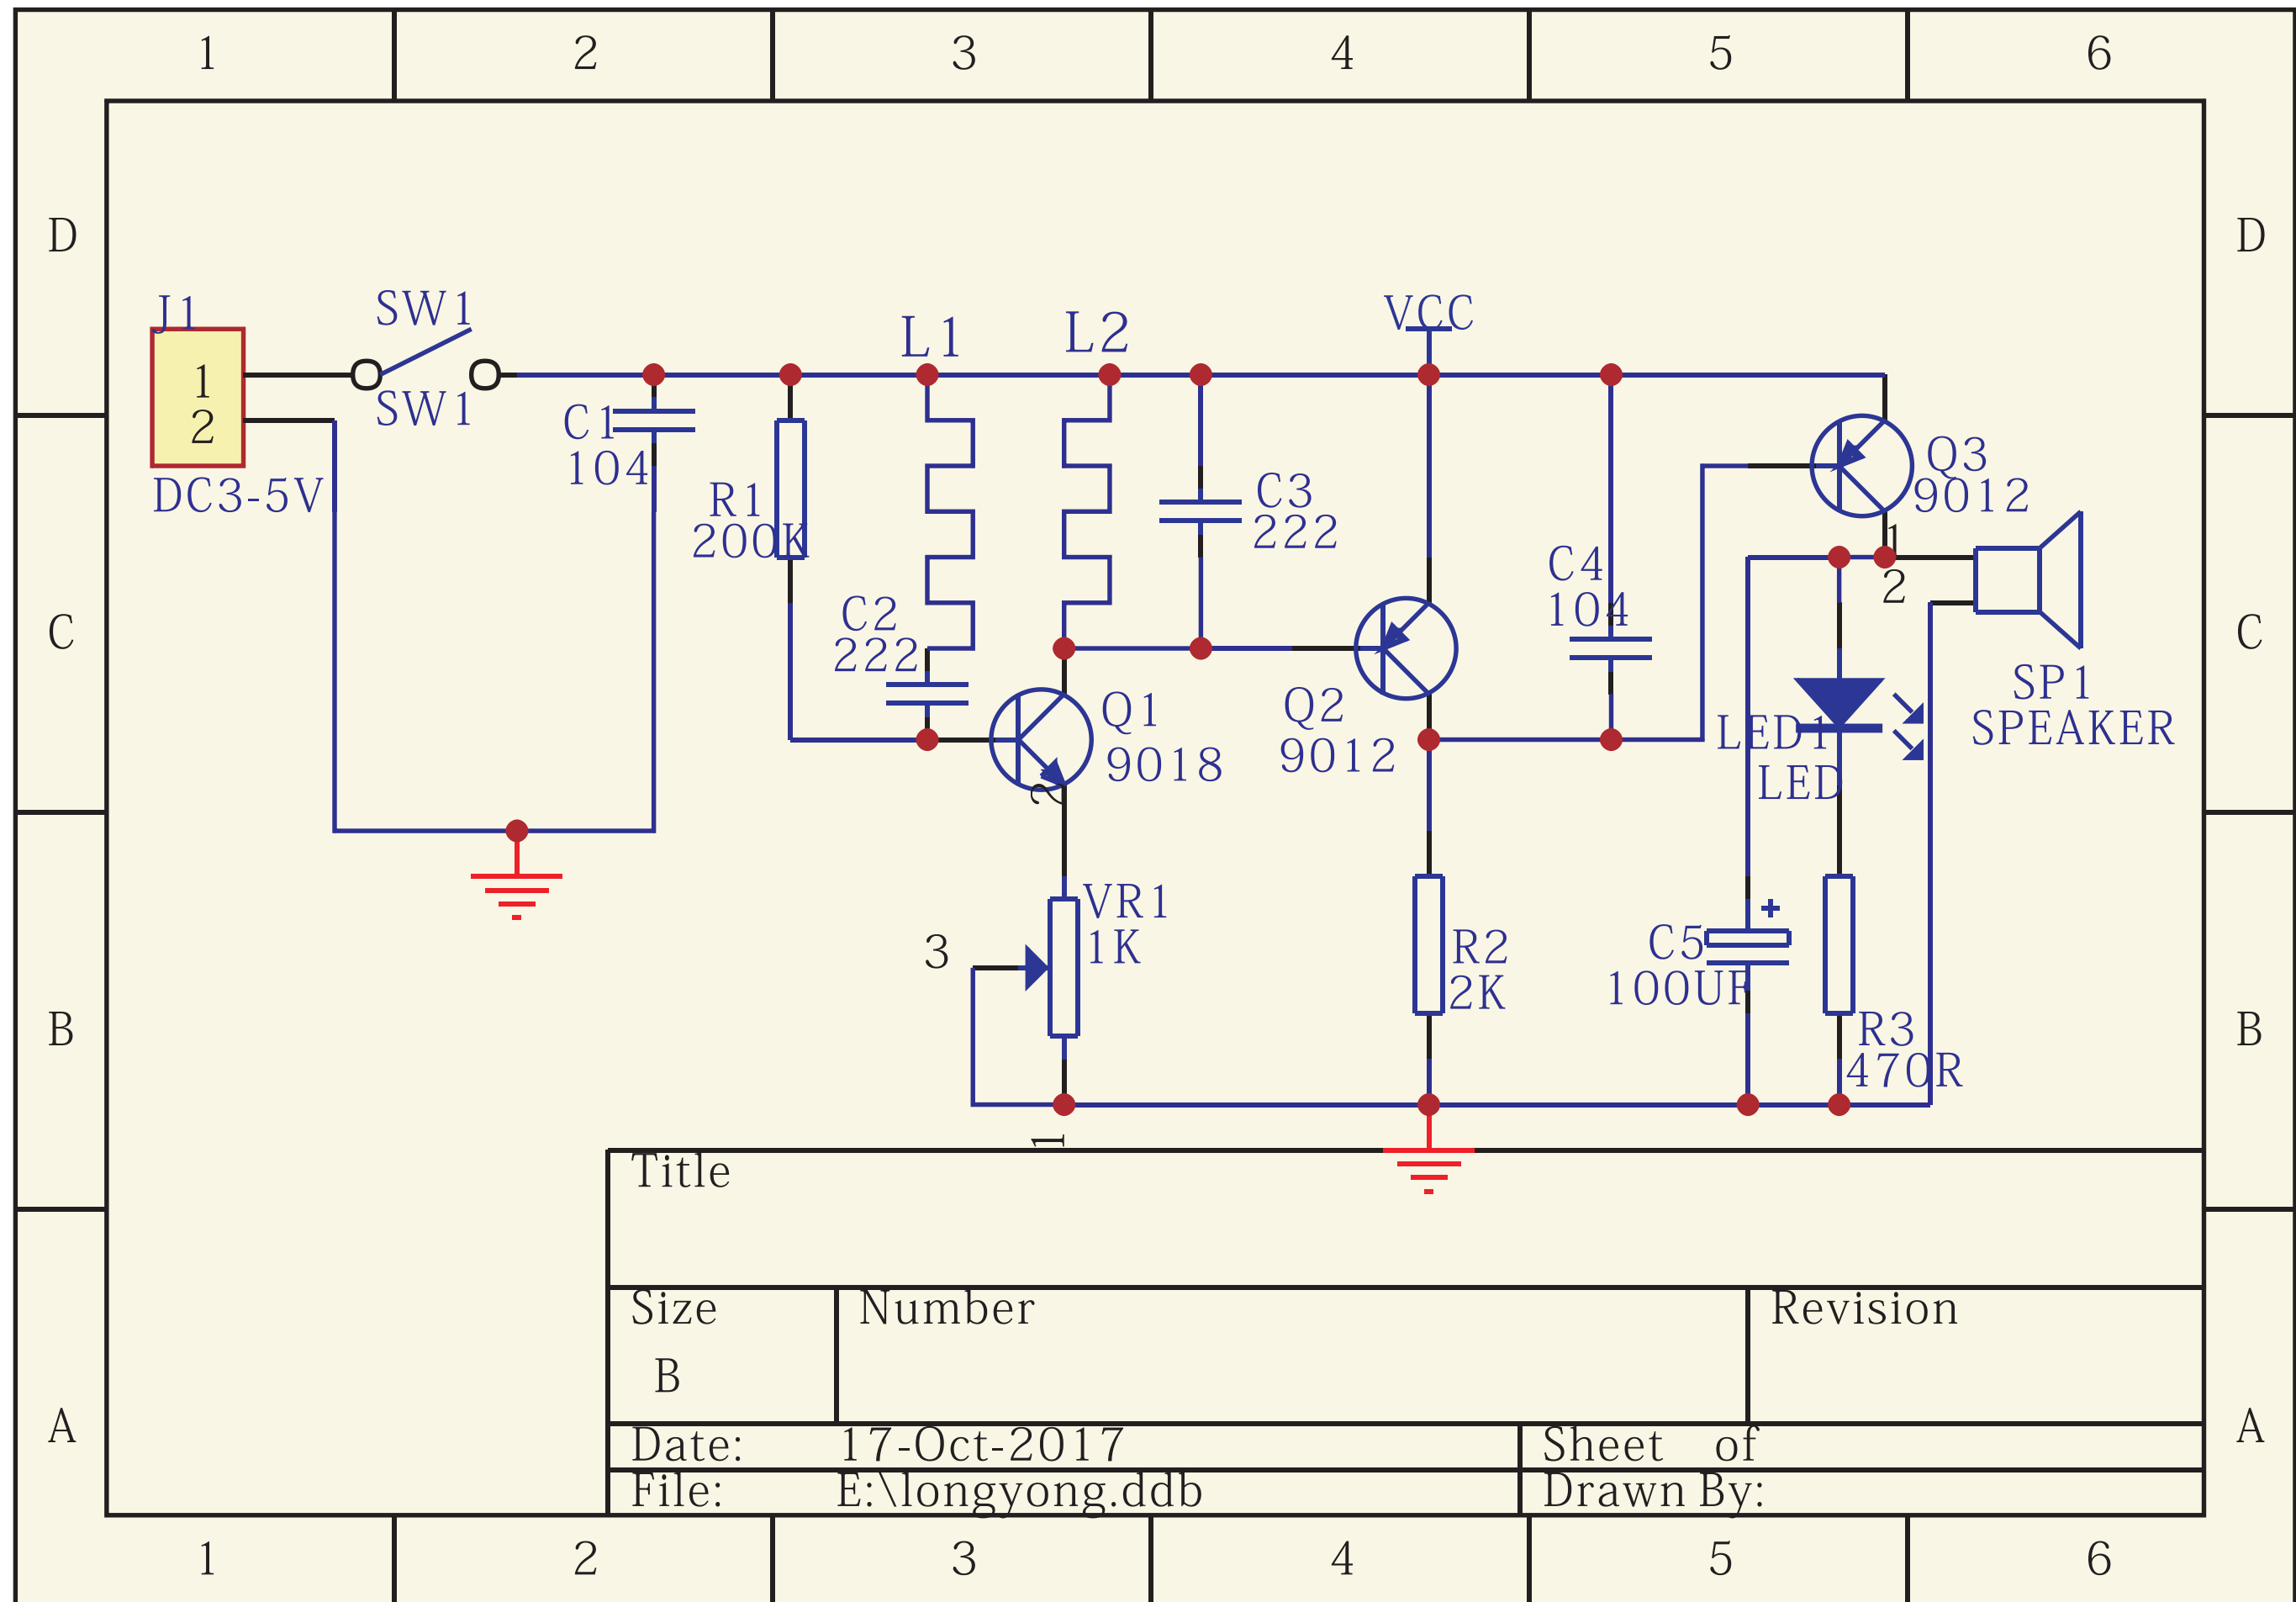 1 2 3 4 5 6
D D
J1
SW1
L1
L2
VCC
1
2
SW1
C1
104
DC3-5V
R1
200K
C3
222
Q3
9012
1
2
C4
104
C2
222
C C
SP1
SPEAKER
Q1
9018
Q2
9012
LED1
LED
2
VR1
1K
3
R2
2K
C5
100UF
+
B B
R3
470R
1
Title
Size
B
Number
Revision
A A
Date: 17-Oct-2017
Sheet of
File: E:\longyong.ddb
Drawn By:
1 2 3 4 5 6